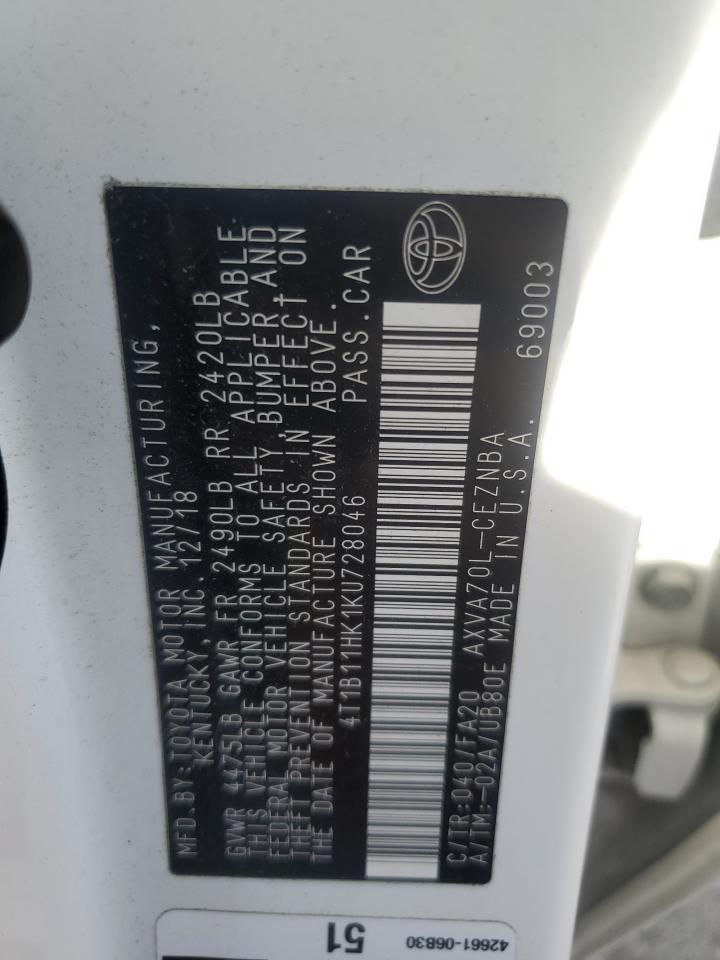 MFD. BY: TOYOTA MOTOR MANUFACTURING,
KENTUCKY, INC. 12/18
GVWR 4475LB GAWR FR 2490LB RR 2420LB
THIS VEHICLE CONFORMS TO ALL APPLICABLE
FEDERAL MOTOR VEHICLE SAFETY, BUMPER, AND
THEFT PREVENTION STANDARDS IN EFFECT ON
THE DATE OF MANUFACTURE SHOWN ABOVE.
4T1B11HK1KU728046 PASS.CAR
C/TR:040/FA20 AXVA70L-CEZNBA
A/TM:-02A/UB80E MADE IN U.S.A. 69003
51
42661-06B30